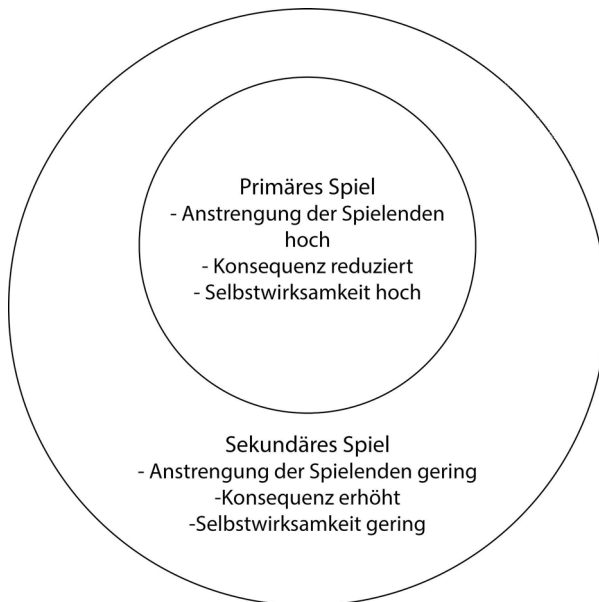 Primäres Spiel
- Anstrengung der Spielenden
hoch
- Konsequenz reduziert
- Selbstwirksamkeit hoch
Sekundäres Spiel
- Anstrengung der Spielenden gering
-Konsequenz erhöht
-Selbstwirksamkeit gering